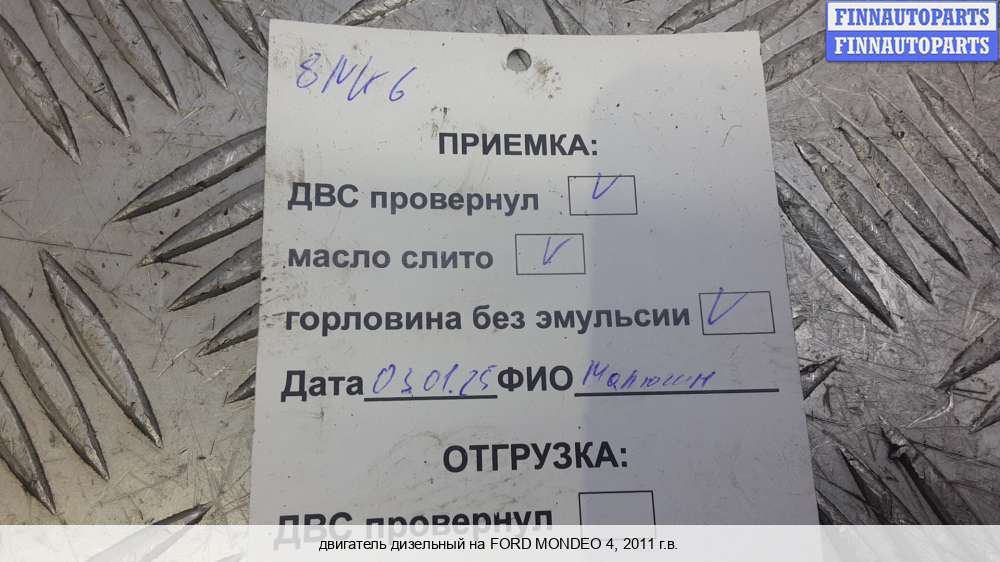 FINNAUTOPARTS
FINNAUTOPARTS
ПРИЕМКА:
ДВС провернул V
масло слито V
горловина без эмульсии V
Дата 03.01.25 ФИО
ОТГРУЗКА:
ДВС провернул
двигатель дизельный на FORD MONDEO 4, 2011 г.в.